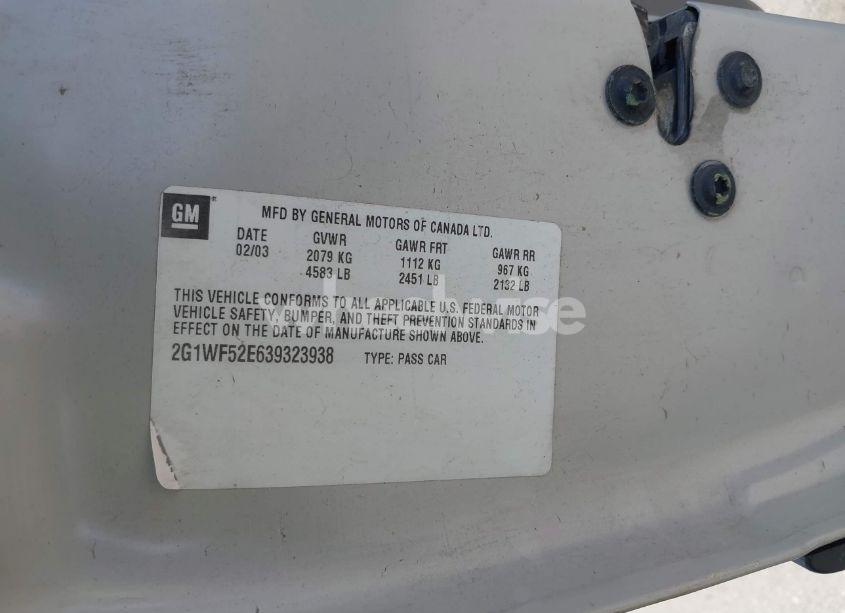 GM
MFD BY GENERAL MOTORS OF CANADA LTD.
DATE GVWR GAWR FRT GAWR RR
02/03 2079 KG 1112 KG 967 KG
4583 LB 2451 LB 2132 LB
THIS VEHICLE CONFORMS TO ALL APPLICABLE U.S. FEDERAL MOTOR
VEHICLE SAFETY, BUMPER, AND THEFT PREVENTION STANDARDS IN
EFFECT ON THE DATE OF MANUFACTURE SHOWN ABOVE.
2G1WF52E639323938 TYPE: PASS CAR